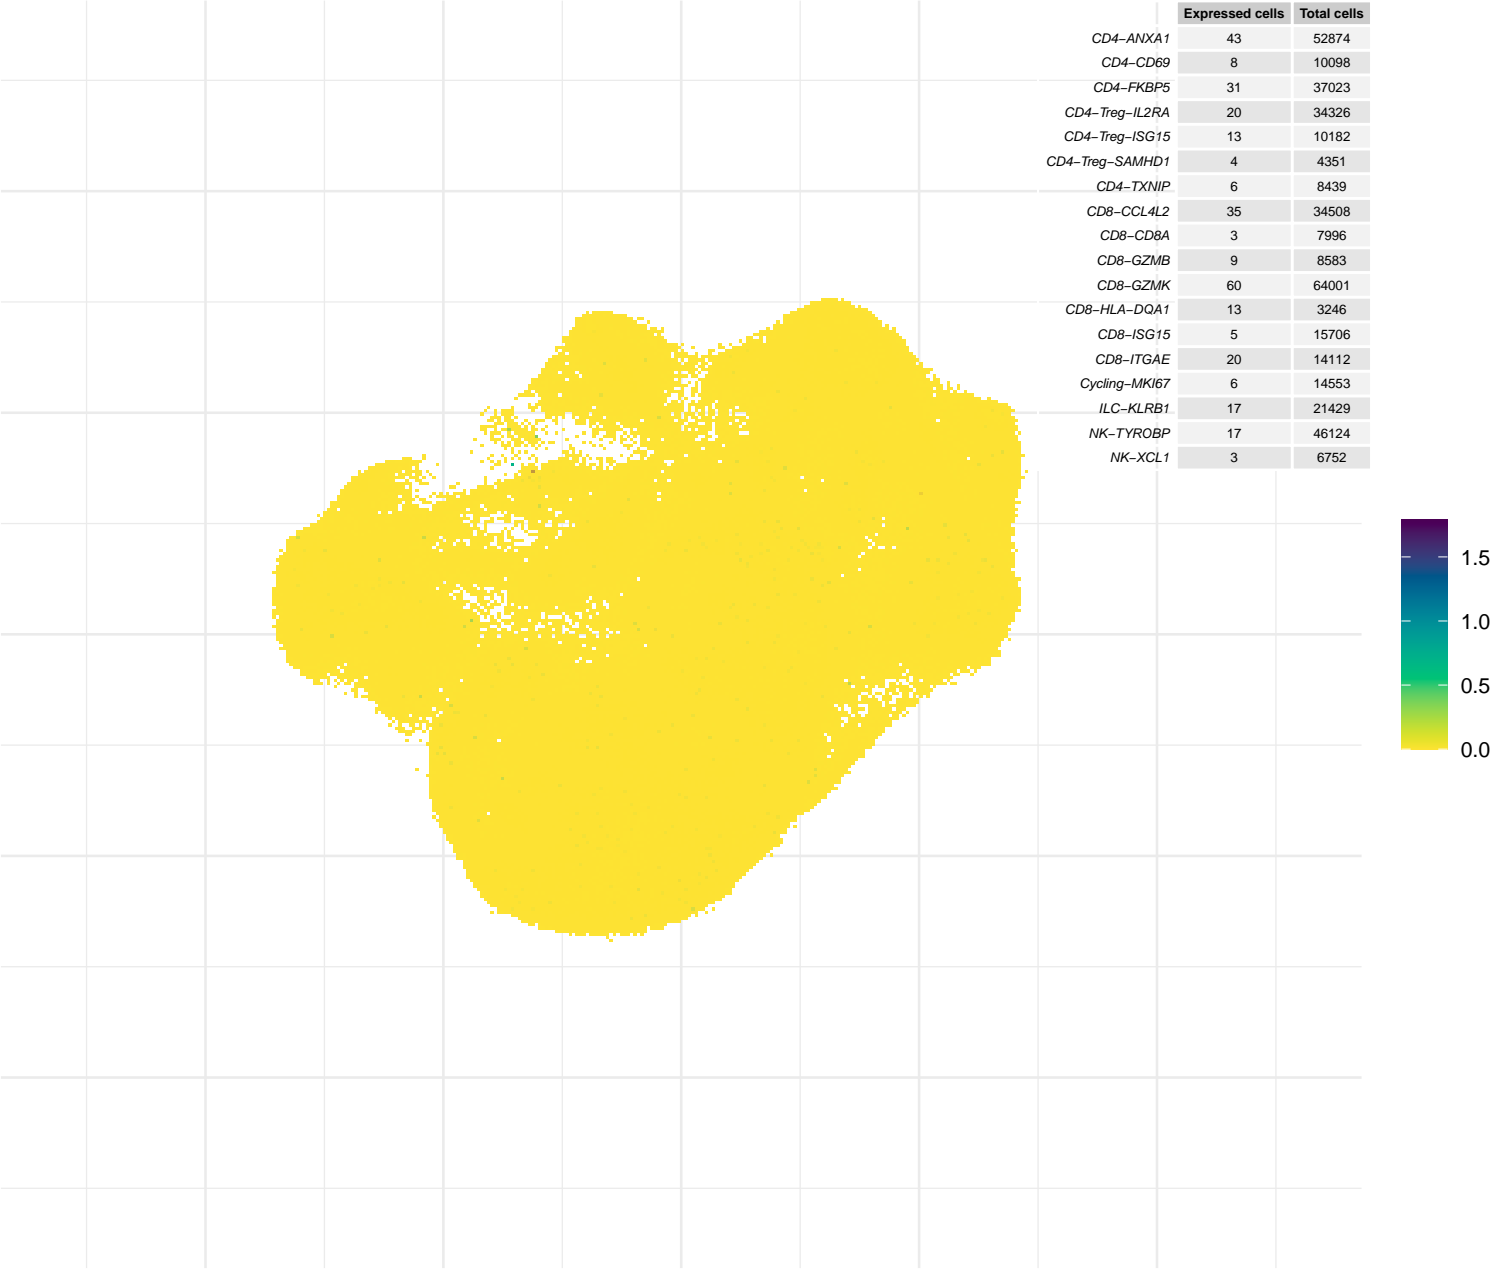 Expressed cells Total cells
CD4−ANXA1 43 52874
CD4−CD69 8 10098
CD4−FKBP5 31 37023
CD4−Treg−IL2RA 20 34326
CD4−Treg−ISG15 13 10182
CD4−Treg−SAMHD1 4 4351
CD4−TXNIP 6 8439
CD8−CCL4L2 35 34508
CD8−CD8A 3 7996
CD8−GZMB 9 8583
CD8−GZMK 60 64001
CD8−HLA−DQA1 13 3246
CD8−ISG15 5 15706
CD8−ITGAE 20 14112
Cycling−MKI67 6 14553
ILC−KLRB1 17 21429
NK−TYROBP 17 46124
NK−XCL1 3 6752
1.5
1.0
0.5
0.0